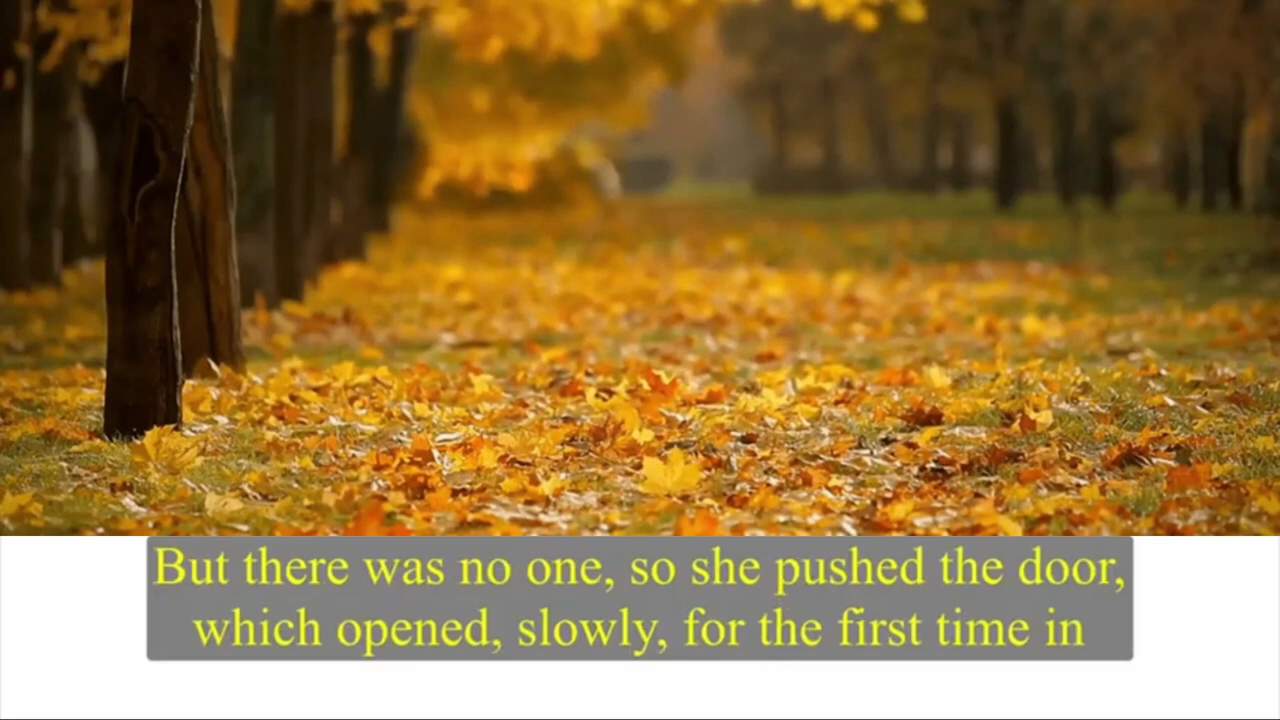 But there was no one, so she pushed the door,
which opened, slowly, for the first time in